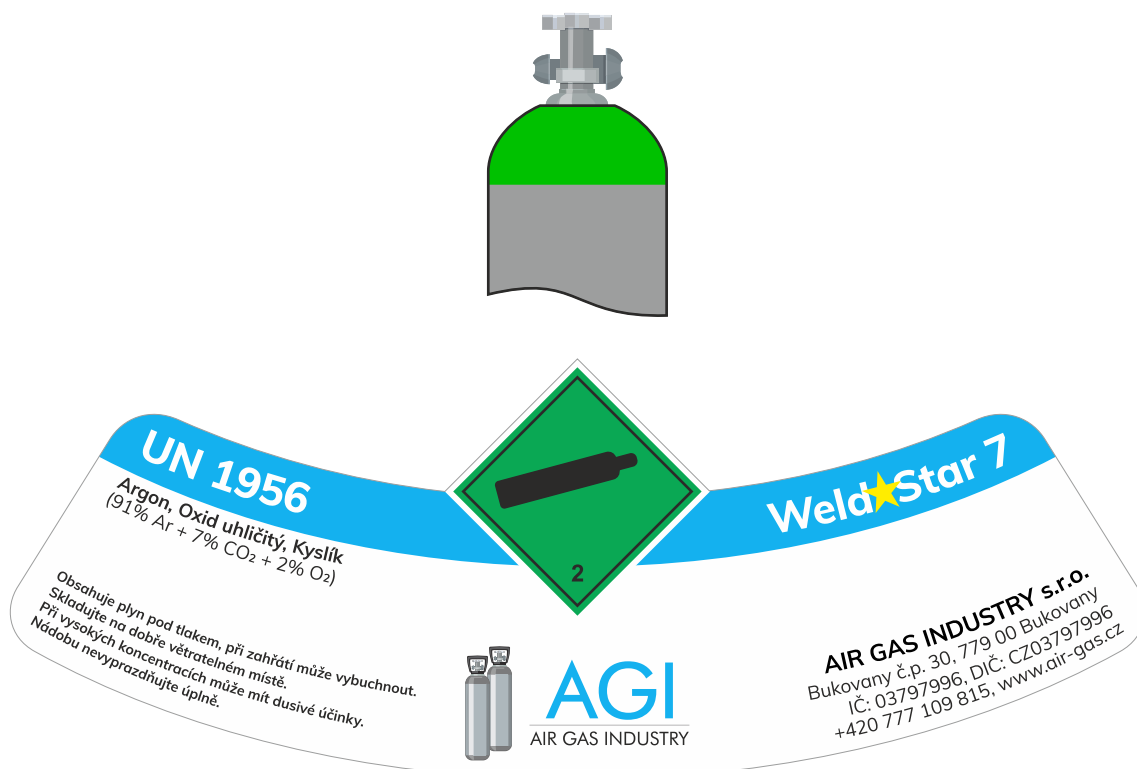 UN 1956
Argon, Oxid uhličitý, Kyslík
(91% Ar + 7% CO₂ + 2% O₂)
Obsahuje plyn pod tlakem, při zahřátí může vybuchnout.
Skladujte na dobře větratelném místě.
Při vysokých koncentracích může mít dusivé účinky.
Nádobu nevyprazdňujte úplně.
2
AGI
AIR GAS INDUSTRY
Weld Star 7
AIR GAS INDUSTRY s.r.o.
Bukovany č.p. 30, 779 00 Bukovany
IČ: 03797996, DIČ: CZ03797996
+420 777 109 815, www.air-gas.cz